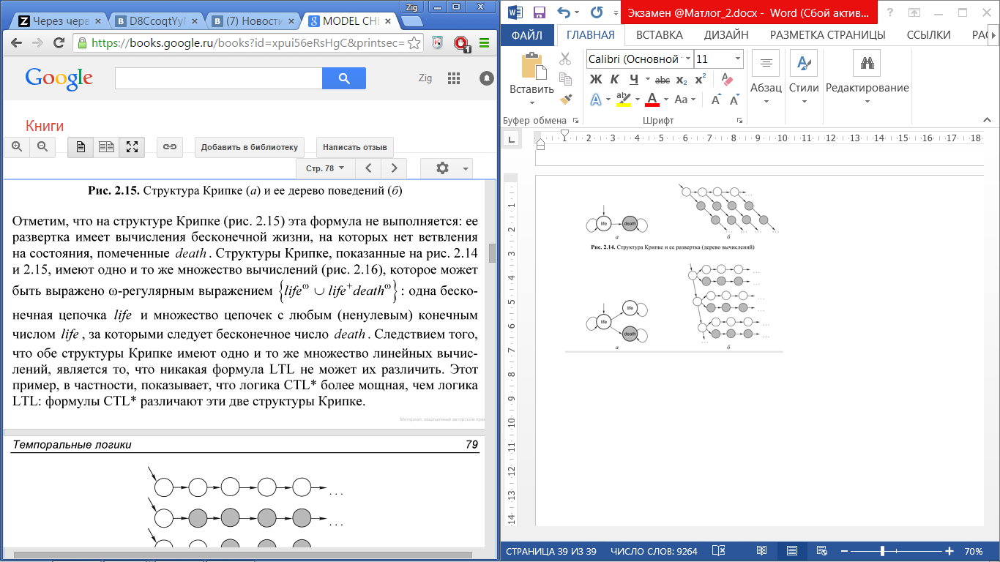 Zig
Через черв
D8CcoqtYyl
(7) Новости
MODEL CHE
https://books.google.ru/books?id=xpui56eRsHgC&printsec=
1
Google
Zig
Книги
Добавить в библиотеку
Написать отзыв
Стр. 78
Рис. 2.15. Структура Крипке (а) и ее дерево поведений (б)
Отметим, что на структуре Крипке (рис. 2.15) эта формула не выполняется: ее
развертка имеет вычисления бесконечной жизни, на которых нет ветвления
на состояния, помеченные death. Структуры Крипке, показанные на рис. 2.14
и 2.15, имеют одно и то же множество вычислений (рис. 2.16), которое может
быть выражено ω-регулярным выражением {life^ω ∪ life^+death^ω}: одна беско-
нечная цепочка life и множество цепочек с любым (ненулевым) конечным
числом life, за которыми следует бесконечное число death. Следствием того,
что обе структуры Крипке имеют одно и то же множество линейных вычис-
лений, является то, что никакая формула LTL не может их различить. Этот
пример, в частности, показывает, что логика CTL* более мощная, чем логика
LTL: формулы CTL* различают эти две структуры Крипке.
Материал, защищенный авторским пра
Темпоральные логики 79
...
...
Экзамен @Матлог_2.docx - Word (Сбой актив...
ФАЙЛ ГЛАВНАЯ ВСТАВКА ДИЗАЙН РАЗМЕТКА СТРАНИЦЫ ССЫЛКИ РАС
Вставить
Calibri (Основной 11
Ж К Ч abc x₂ x²
A ab A Aa A A
Абзац
Стили
Редактирование
Буфер обмена
Шрифт
1 2 3 4 5 6 7 8 9 10 11 12 13 14 15 16 17 18
1 2 3 4 5 6 7 8 9 10 11 12 13 14
life death
а б
Рис. 2.14. Структура Крипке и ее развертка (дерево вычислений)
life
life
death
а б
СТРАНИЦА 39 ИЗ 39 ЧИСЛО СЛОВ: 9264 70%